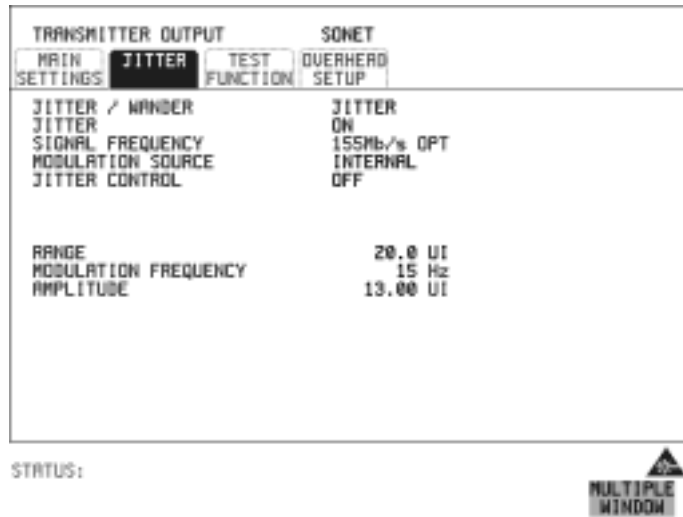 TRANSMITTER OUTPUT SONET
MAIN SETTINGS JITTER TEST FUNCTION OVERHEAD SETUP
JITTER / WANDER JITTER
JITTER ON
SIGNAL FREQUENCY 155Mb/s OPT
MODULATION SOURCE INTERNAL
JITTER CONTROL OFF
RANGE 20.0 UI
MODULATION FREQUENCY 15 Hz
AMPLITUDE 13.00 UI
STATUS:
MULTIPLE
WINDOW